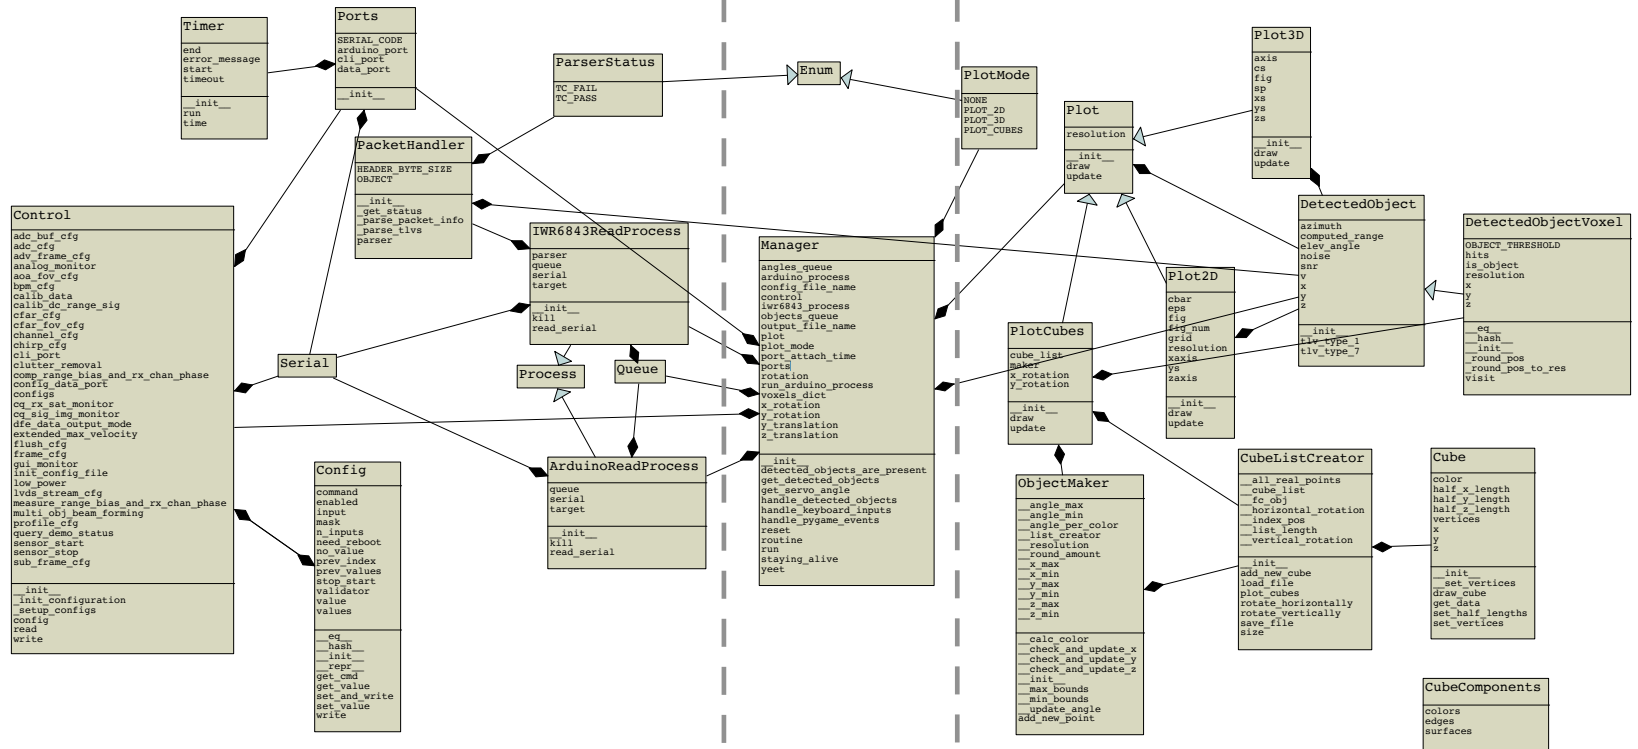 Timer
end
error_message
start
timeout
__init__
run
time
Ports
SERIAL_CODE
arduino_port
cli_port
data_port
__init__
ParserStatus
TC_FAIL
TC_PASS
Enum
PlotMode
NONE
PLOT_2D
PLOT_3D
PLOT_CUBES
Plot
resolution
__init__
draw
update
Plot3D
axis
cs
fig
sp
xs
ys
zs
__init__
draw
update
PacketHandler
HEADER_BYTE_SIZE
OBJECT
__init__
_get_status
_parse_packet_info
_parse_tlvs
parser
Control
adc_buf_cfg
adc_cfg
adv_frame_cfg
analog_monitor
aoa_fov_cfg
bpm_cfg
calib_data
calib_dc_range_sig
cfar_cfg
cfar_fov_cfg
channel_cfg
chirp_cfg
cli_port
clutter_removal
comp_range_bias_and_rx_chan_phase
config_data_port
configs
cq_rx_sat_monitor
cq_sig_img_monitor
dfe_data_output_mode
extended_max_velocity
flush_cfg
frame_cfg
gui_monitor
init_config_file
low_power
lvds_stream_cfg
measure_range_bias_and_rx_chan_phase
multi_obj_beam_forming
profile_cfg
query_demo_status
sensor_start
sensor_stop
sub_frame_cfg
__init__
_init_configuration
_setup_configs
config
read
write
IWR6843ReadProcess
parser
queue
serial
target
__init__
kill
read_serial
Serial
Process
Queue
Config
command
enabled
input
mask
n_inputs
need_reboot
no_value
prev_index
prev_values
stop_start
validator
value
values
__eq__
__hash__
__init__
__repr__
get_cmd
get_value
set_and_write
set_value
write
ArduinoReadProcess
queue
serial
target
__init__
kill
read_serial
Manager
angles_queue
arduino_process
config_file_name
control
iwr6843_process
objects_queue
output_file_name
plot
plot_mode
port_attach_time
ports
rotation
run_arduino_process
voxels_dict
x_rotation
y_rotation
y_translation
z_translation
__init__
detected_objects_are_present
get_detected_objects
get_servo_angle
handle_detected_objects
handle_keyboard_inputs
handle_pygame_events
reset
routine
run
staying_alive
yeet
DetectedObject
azimuth
computed_range
elev_angle
noise
snr
v
x
y
z
__init__
tlv_type_1
tlv_type_7
DetectedObjectVoxel
OBJECT_THRESHOLD
hits
is_object
resolution
x
y
z
__eq__
__hash__
__init__
__round_pos
__round_pos_to_res
visit
Plot2D
cbar
eps
fig
fig_num
grid
resolution
xaxis
ys
zaxis
__init__
draw
update
PlotCubes
cube_list
maker
x_rotation
y_rotation
__init__
draw
update
ObjectMaker
__angle_max
__angle_min
__angle_per_color
__list_creator
__resolution
__round_amount
__x_max
__x_min
__y_max
__y_min
__z_max
__z_min
__calc_color
__check_and_update_x
__check_and_update_y
__check_and_update_z
__init__
__max_bounds
__min_bounds
__update_angle
add_new_point
CubeListCreator
__all_real_points
__cube_list
__fc_obj
__horizontal_rotation
__index_pos
__list_length
__vertical_rotation
__init__
add_new_cube
load_file
plot_cubes
rotate_horizontally
rotate_vertically
save_file
size
Cube
color
half_x_length
half_y_length
half_z_length
vertices
x
y
z
__init__
__set_vertices
draw_cube
get_data
set_half_lengths
set_vertices
CubeComponents
colors
edges
surfaces